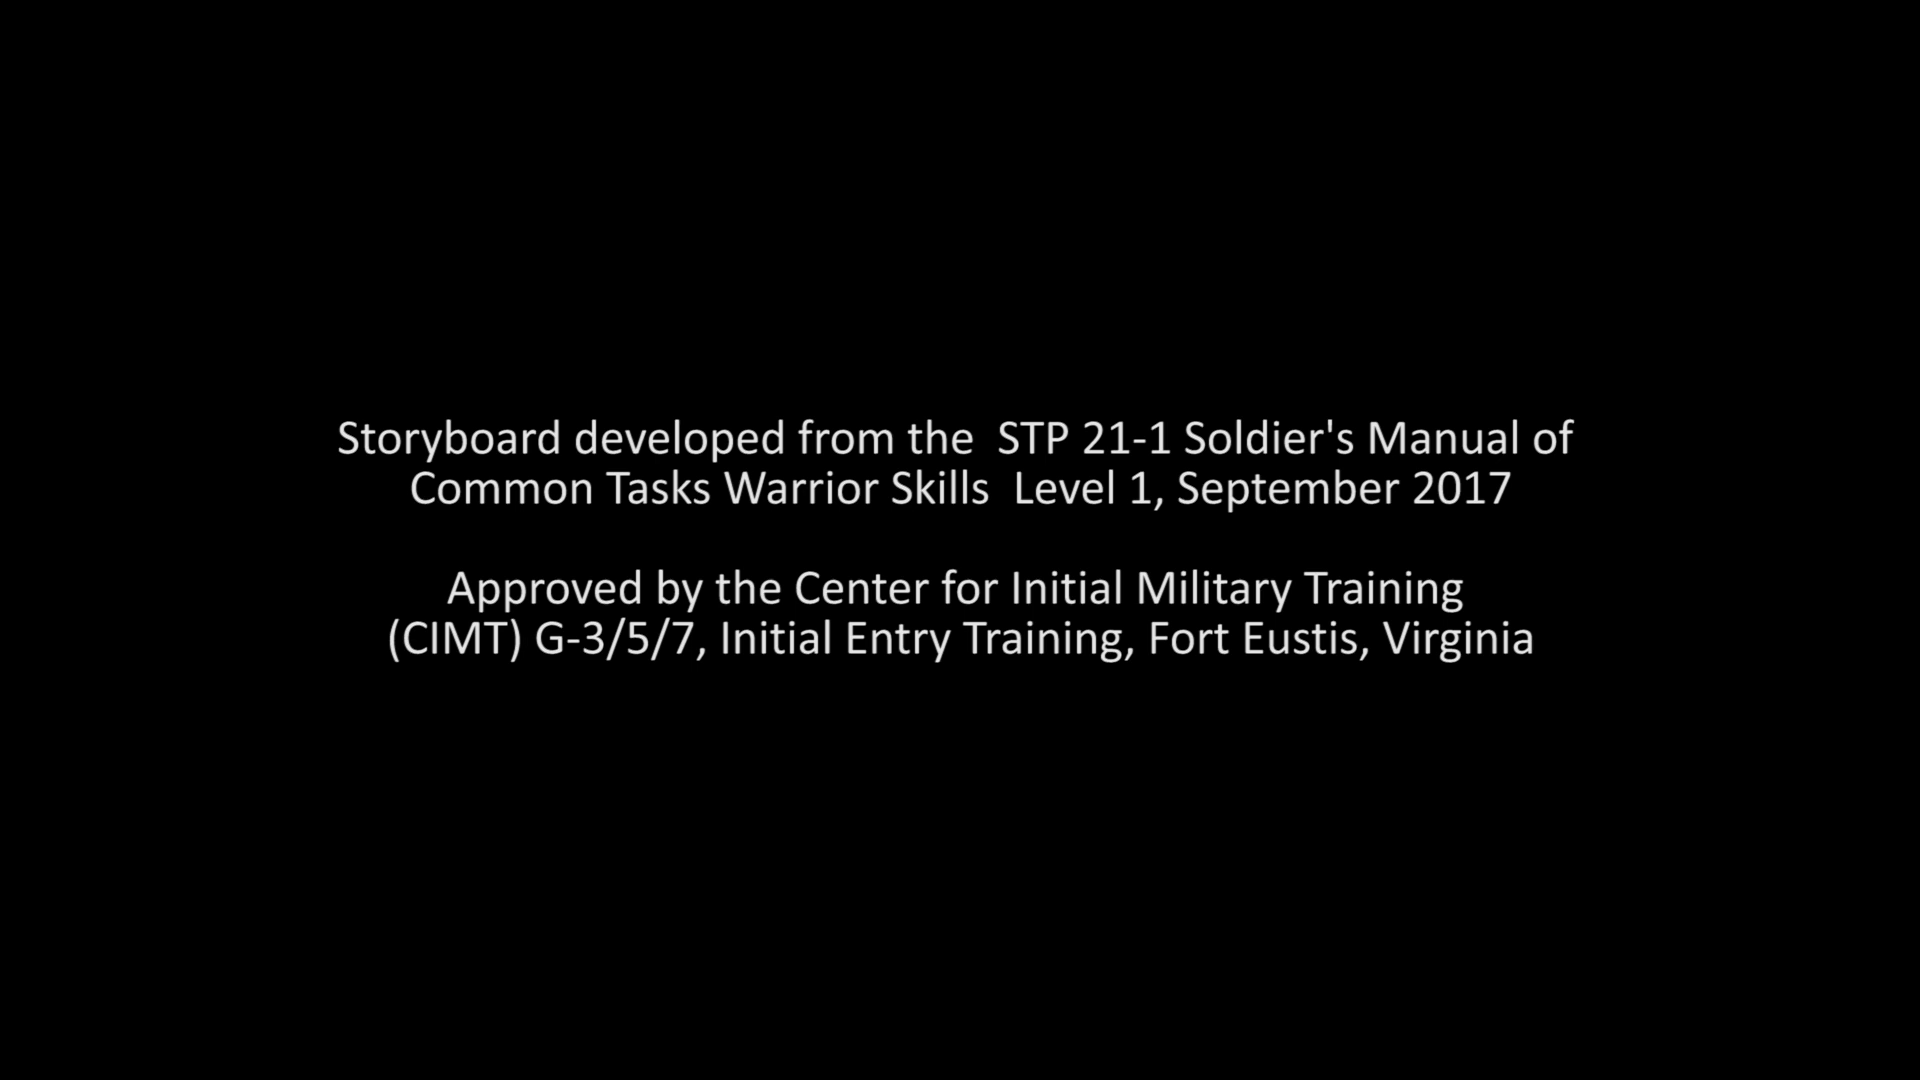 Storyboard developed from the  STP 21-1 Soldier's Manual of
Common Tasks Warrior Skills  Level 1, September 2017
Approved by the Center for Initial Military Training
(CIMT) G-3/5/7, Initial Entry Training, Fort Eustis, Virginia